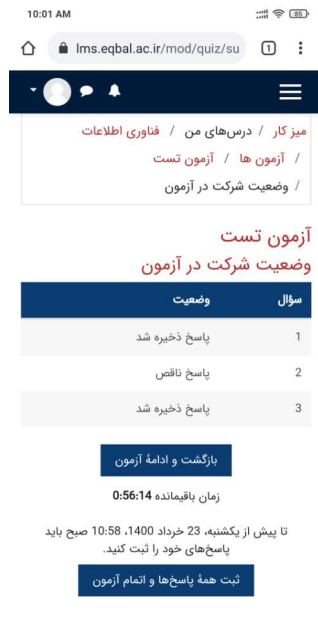 10:01 AM 85
lms.eqbal.ac.ir/mod/quiz/su 1
میز کار / درس‌های من / فناوری اطلاعات
/ آزمون ها / آزمون تست
/ وضعیت شرکت در آزمون
آزمون تست
وضعیت شرکت در آزمون
سؤال وضعیت
1 پاسخ ذخیره شد
2 پاسخ ناقص
3 پاسخ ذخیره شد
بازگشت و ادامهٔ آزمون
زمان باقیمانده 0:56:14
تا پیش از یکشنبه، 23 خرداد 1400، 10:58 صبح باید
پاسخ‌های خود را ثبت کنید.
ثبت همهٔ پاسخ‌ها و اتمام آزمون